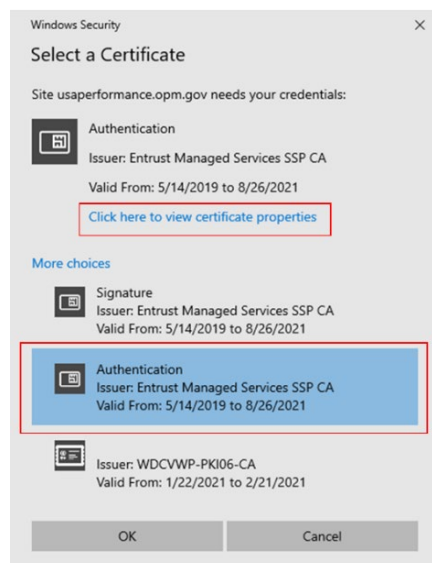 Windows Security
Select a Certificate
Site usaperformance.opm.gov needs your credentials:
Authentication
Issuer: Entrust Managed Services SSP CA
Valid From: 5/14/2019 to 8/26/2021
Click here to view certificate properties
More choices
Signature
Issuer: Entrust Managed Services SSP CA
Valid From: 5/14/2019 to 8/26/2021
Authentication
Issuer: Entrust Managed Services SSP CA
Valid From: 5/14/2019 to 8/26/2021
Issuer: WDCVWP-PKI06-CA
Valid From: 1/22/2021 to 2/21/2021
OK Cancel